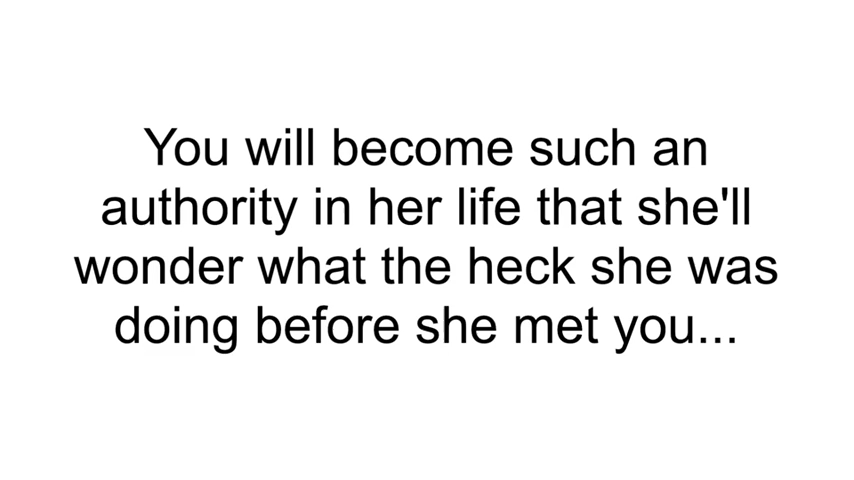 You will become such an
authority in her life that she'll
wonder what the heck she was
doing before she met you...